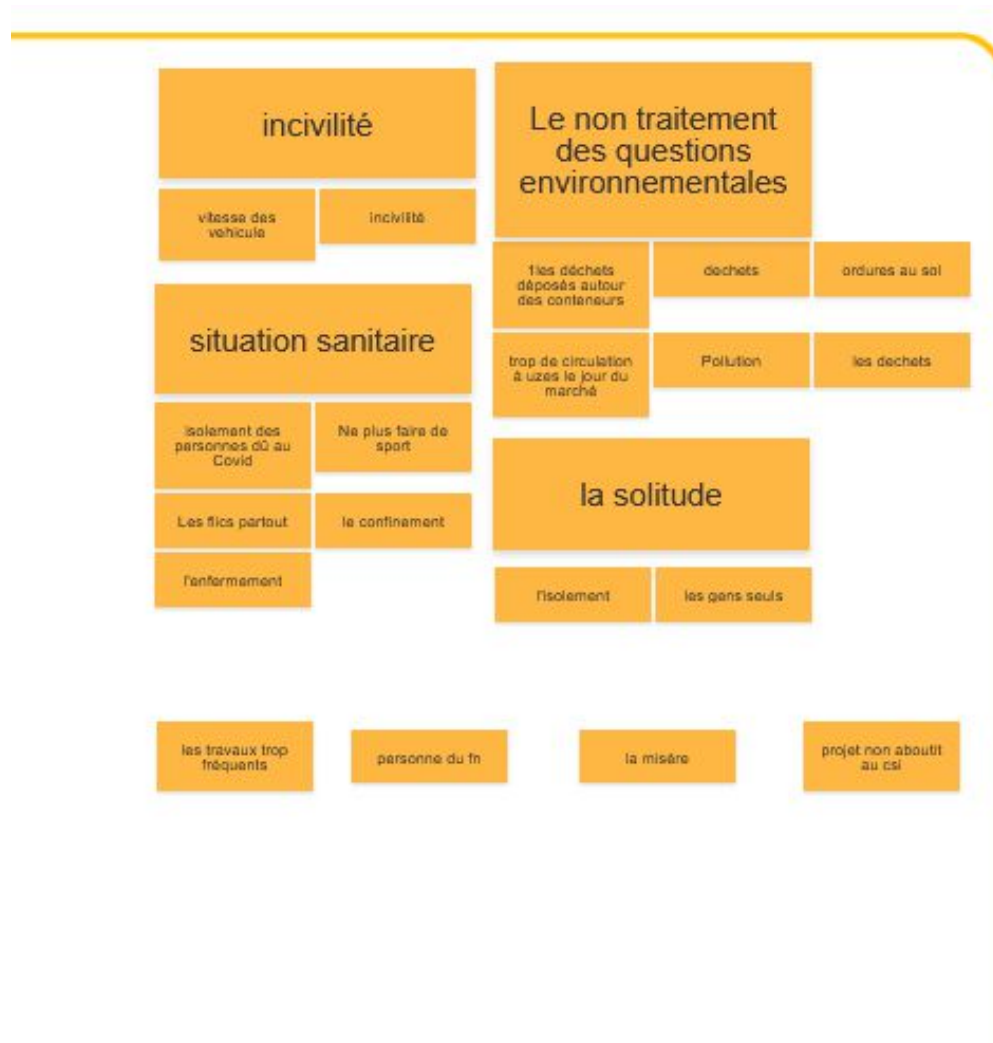 incivilité
vitesse des
vehicule
incivilité
situation sanitaire
isolement des
personnes dû au
Covid
Ne plus faire de
sport
Les flics partout
le confinement
l'enfermement
Le non traitement
des questions
environnementales
1les déchets
déposés autour
des conteneurs
dechets
ordures au sol
trop de circulation
à uzes le jour du
marché
Pollution
les dechets
la solitude
l'isolement
les gens seuls
les travaux trop
fréquents
personne du fn
la misère
projet non aboutit
au csi